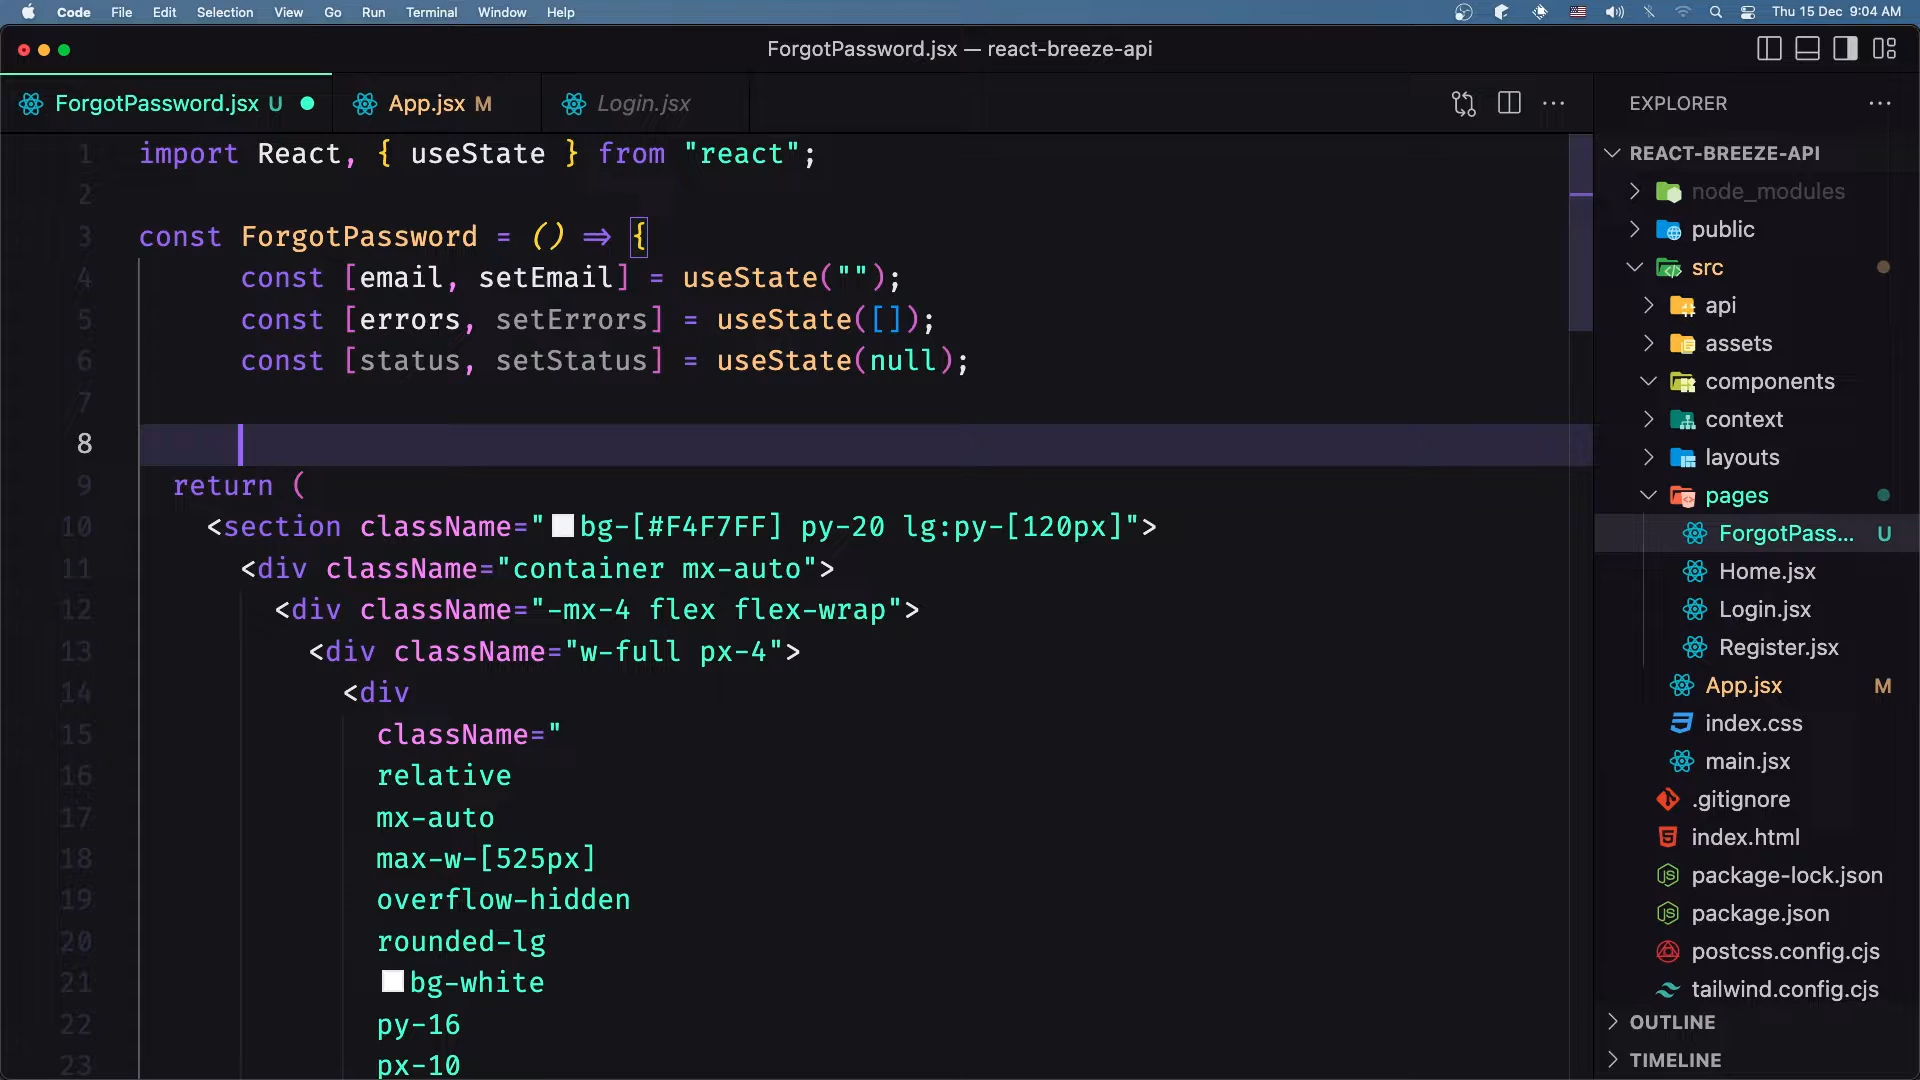 Code File Edit Selection View Go Run Terminal Window Help Thu 15 Dec 9:04 AM
ForgotPassword.jsx — react-breeze-api
ForgotPassword.jsx U App.jsx M Login.jsx
1 import React, { useState } from "react";
2
3 const ForgotPassword = () => {
4 const [email, setEmail] = useState("");
5 const [errors, setErrors] = useState([]);
6 const [status, setStatus] = useState(null);
7
8
9 return (
10 <section className="bg-[#F4F7FF] py-20 lg:py-[120px]">
11 <div className="container mx-auto">
12 <div className="-mx-4 flex flex-wrap">
13 <div className="w-full px-4">
14 <div
15 className="
16 relative
17 mx-auto
18 max-w-[525px]
19 overflow-hidden
20 rounded-lg
21 bg-white
22 py-16
23 px-10
EXPLORER
REACT-BREEZE-API
node_modules
public
src
api
assets
components
context
layouts
pages
ForgotPass... U
Home.jsx
Login.jsx
Register.jsx
App.jsx M
index.css
main.jsx
.gitignore
index.html
package-lock.json
package.json
postcss.config.cjs
tailwind.config.cjs
OUTLINE
TIMELINE